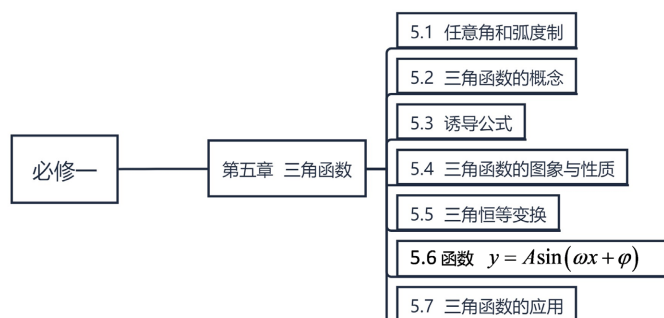 必修一
第五章 三角函数
5.1 任意角和弧度制
5.2 三角函数的概念
5.3 诱导公式
5.4 三角函数的图象与性质
5.5 三角恒等变换
5.6 函数 y = Asin(ωx + φ)
5.7 三角函数的应用